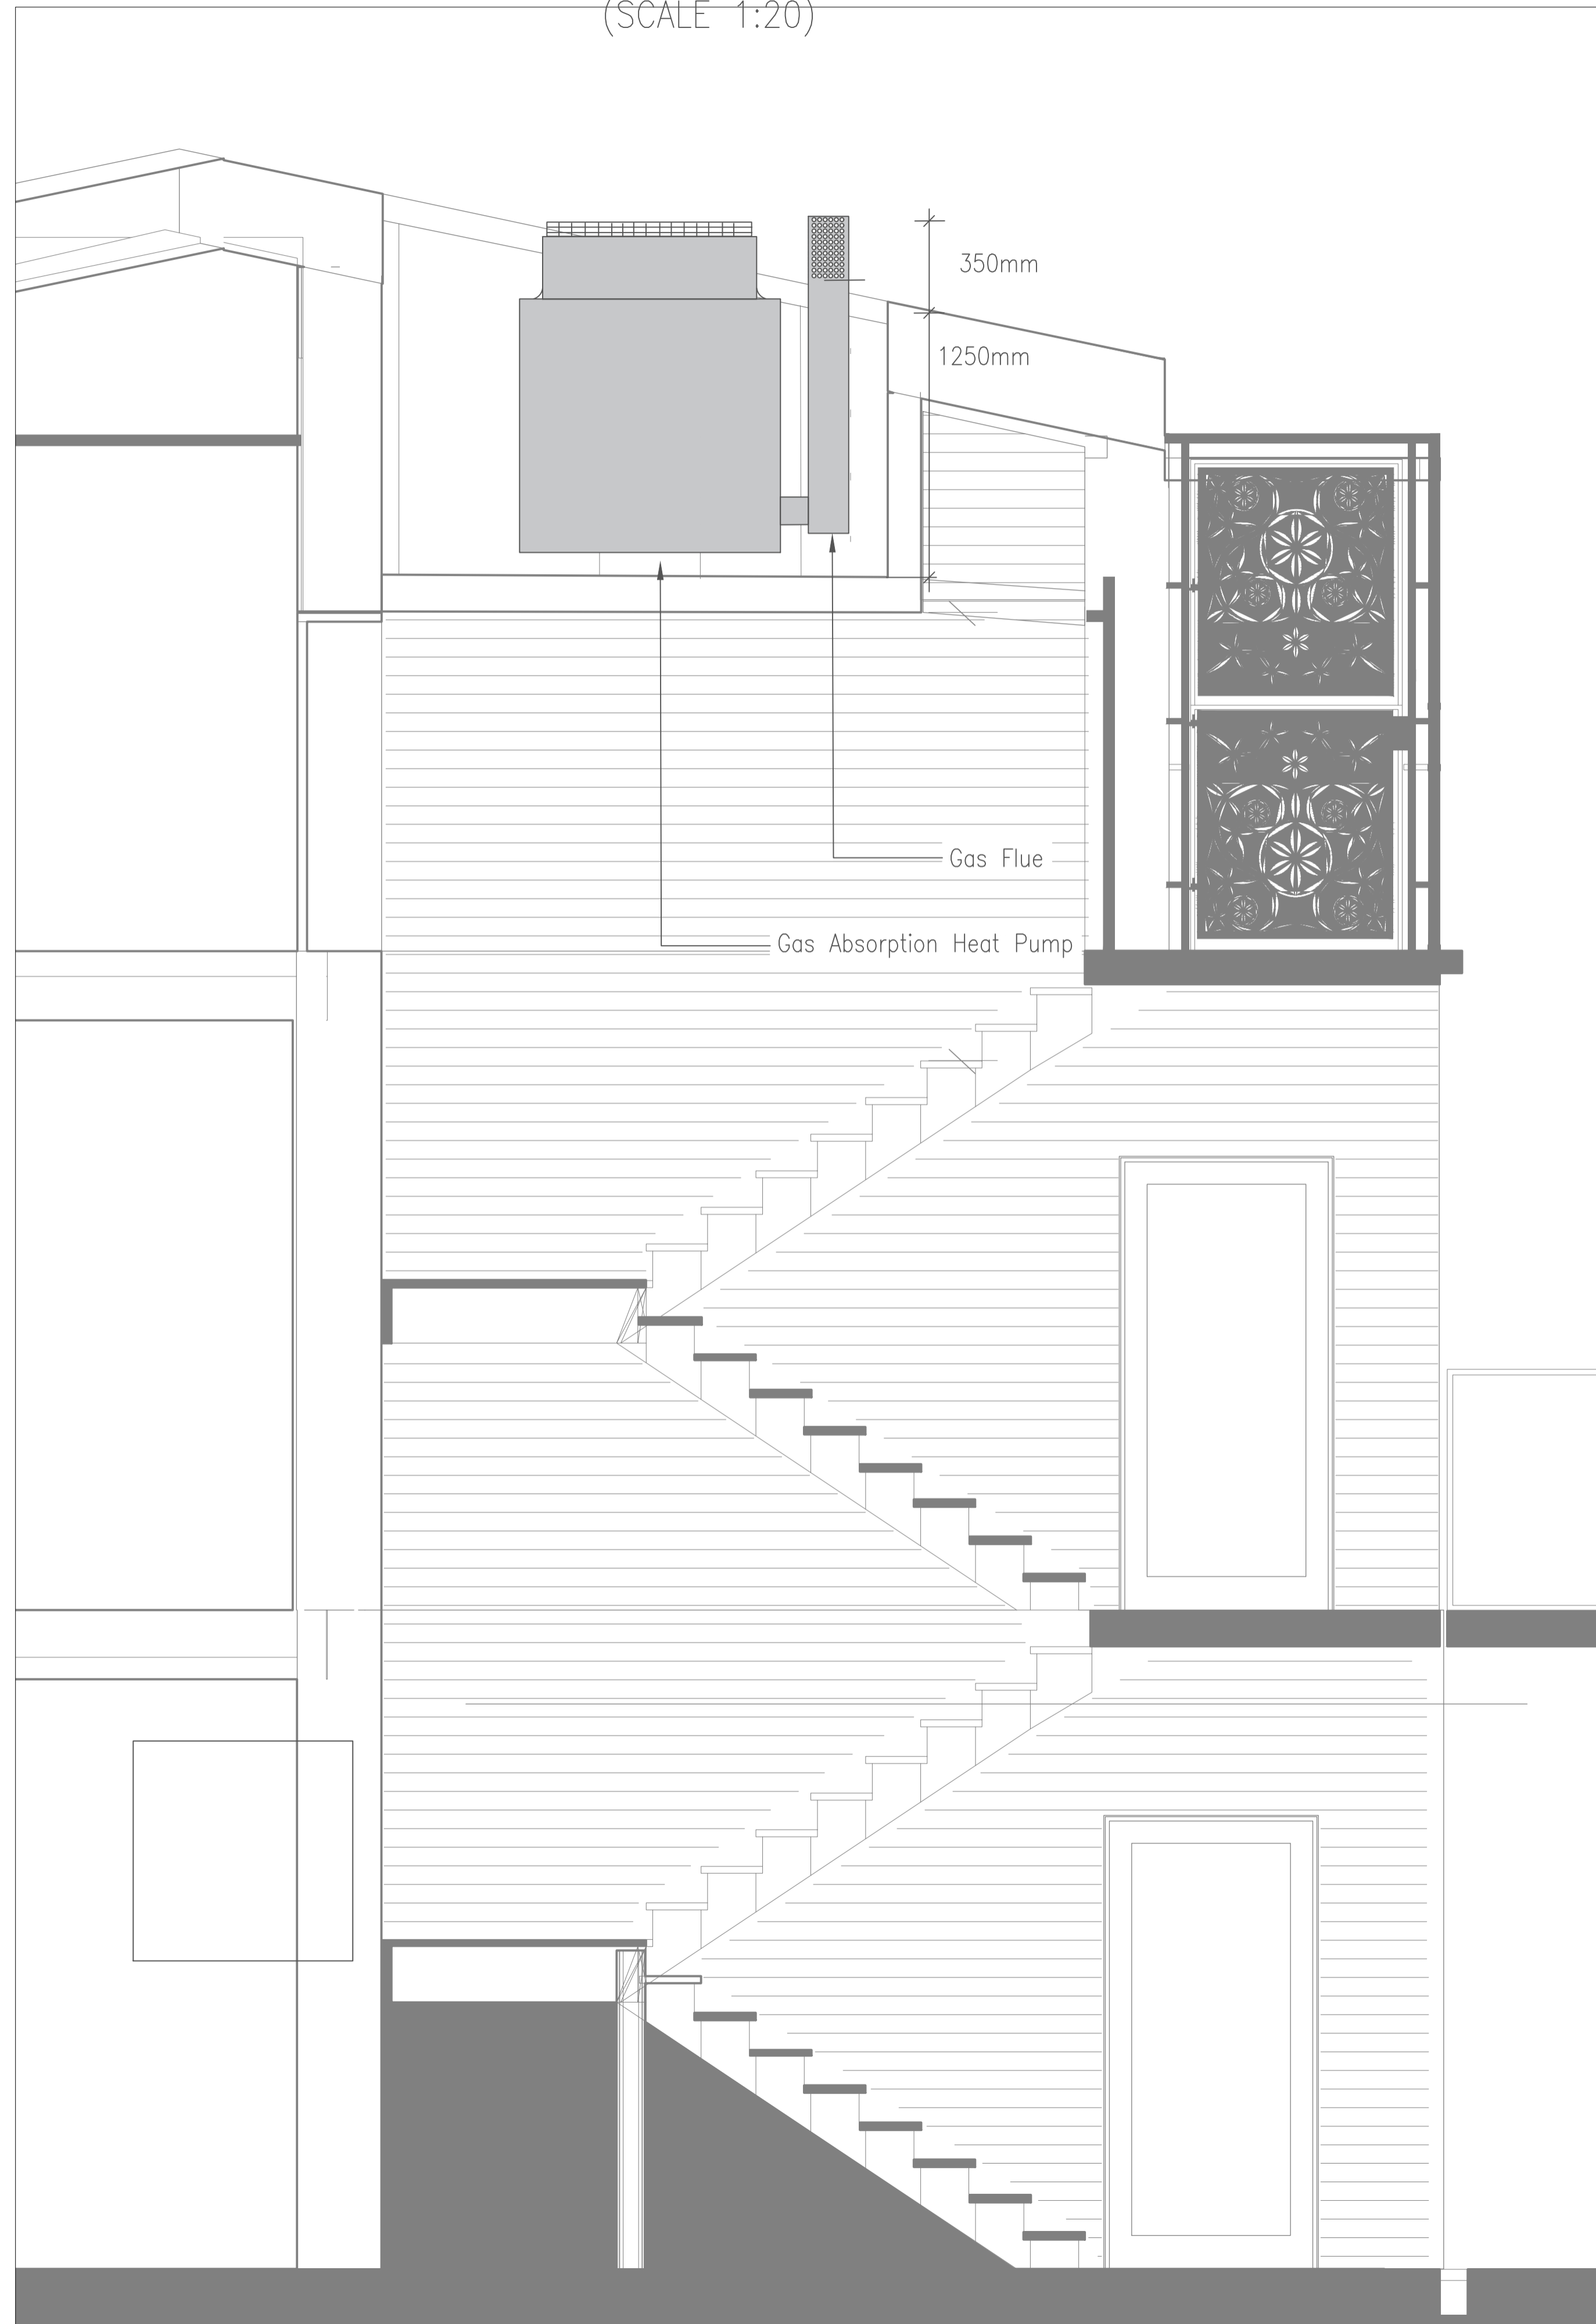 (SCALE 1:20)
350mm
1250mm
Gas Flue
Gas Absorption Heat Pump